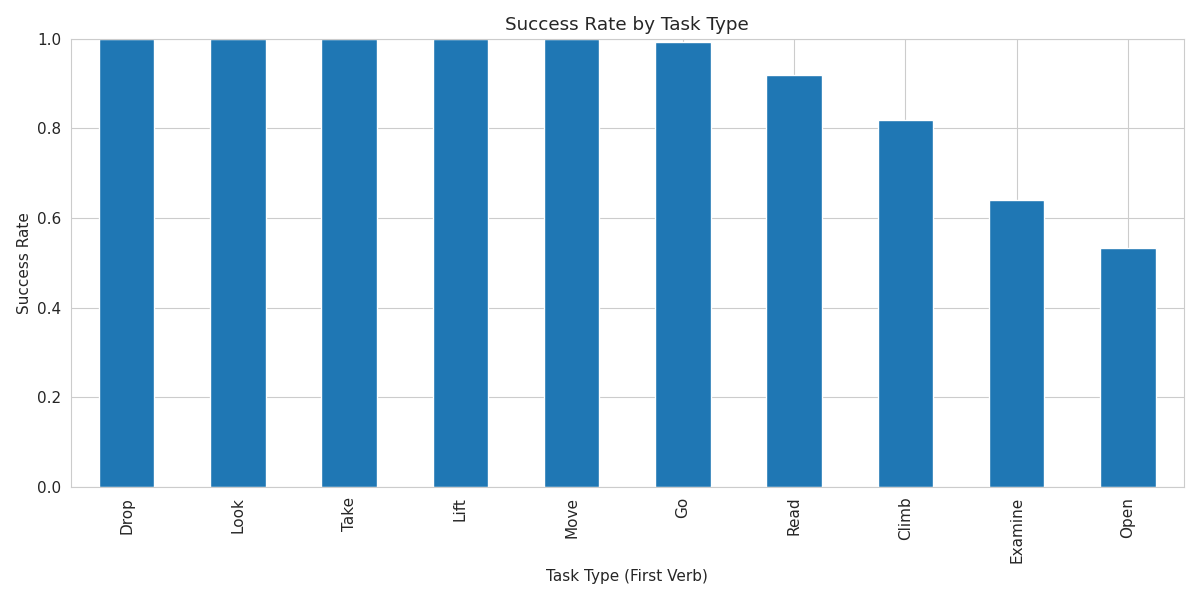 Success Rate by Task Type
1.0
0.8
0.6
0.4
0.2
0.0
Success Rate
Drop
Look
Take
Lift
Move
Go
Read
Climb
Examine
Open
Task Type (First Verb)